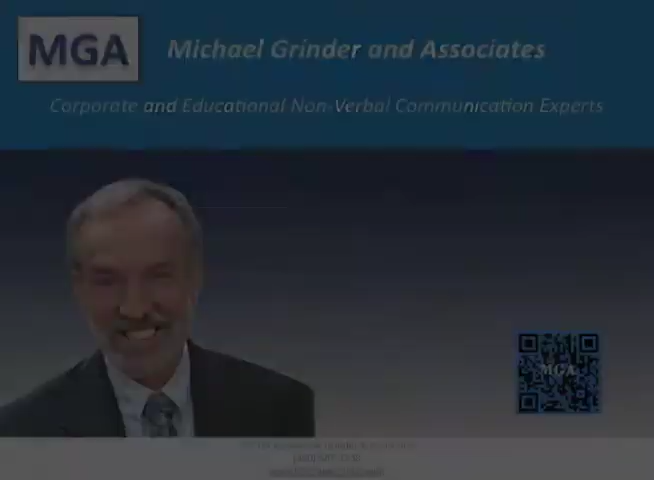 MGA
Michael Grinder and Associates
Corporate and Educational Non-Verbal Communication Experts
MGA